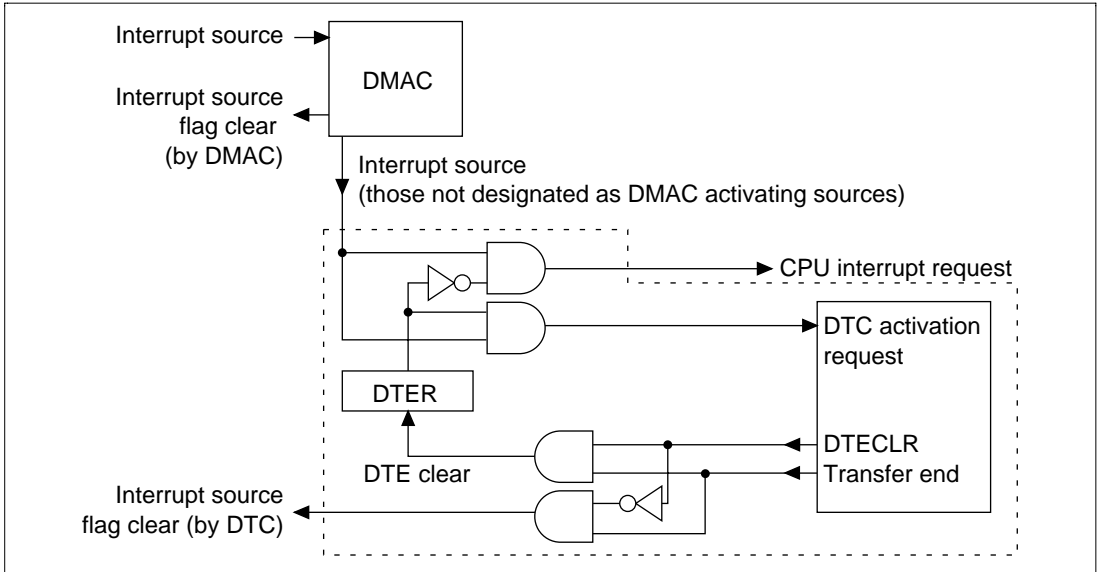 Interrupt source
DMAC
Interrupt source
flag clear
(by DMAC)
Interrupt source
(those not designated as DMAC activating sources)
CPU interrupt request
DTC activation
request
DTER
DTECLR
DTE clear
Transfer end
Interrupt source
flag clear (by DTC)